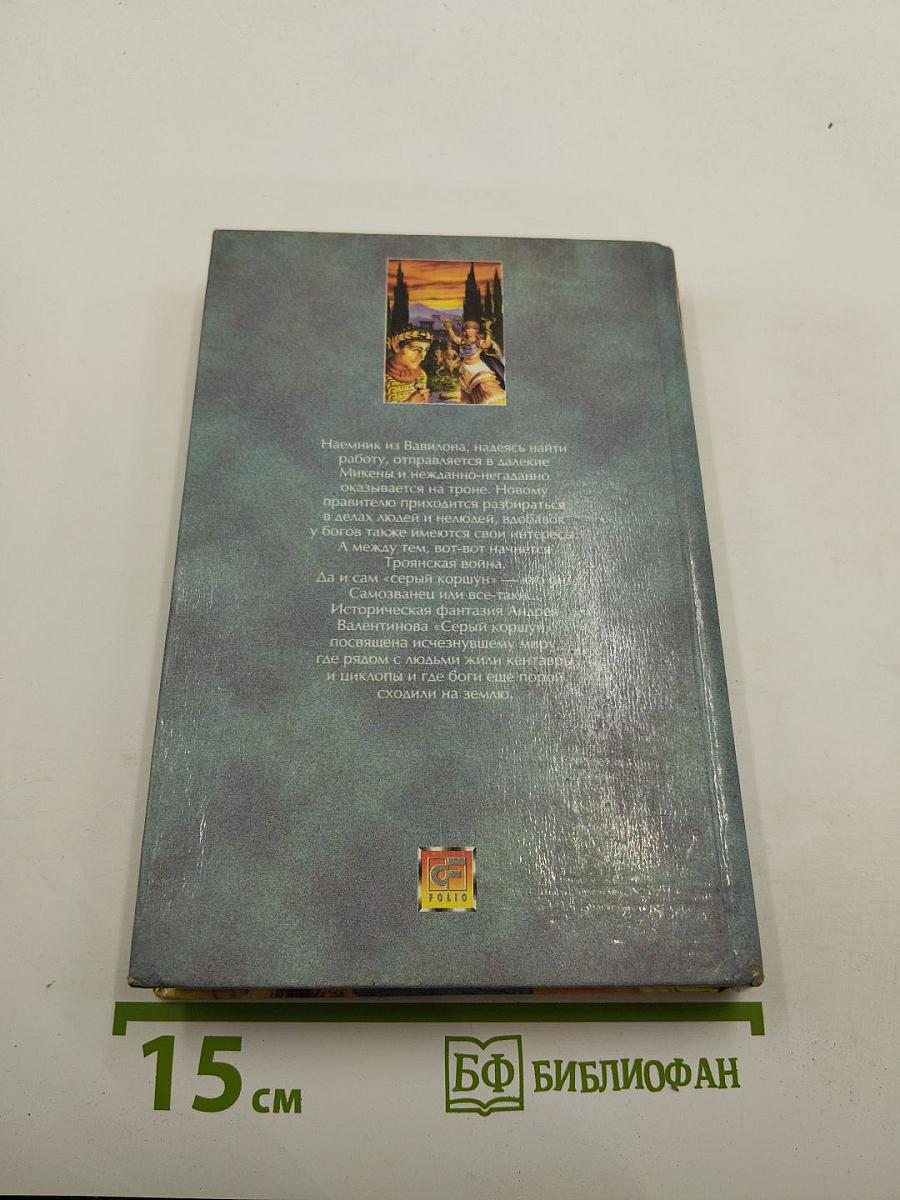 Наемник из Вавилона, надеясь найти
работу, отправляется в далекие
Микены и нежданно-негаданно
оказывается на троне. Новому
правителю приходится разбираться
в делах людей и нелюдей, вдобавок
у богов также имеются свои интересы.
А между тем, вот-вот начнется
Троянская война.
Да и сам «серый коршун» — кто он?
Самозванец или все-таки...
Историческая фантазия Андрея
Валентинова «Серый коршун»
посвящена исчезнувшему миру,
где рядом с людьми жили кентавры
и циклопы и где боги еще порой
сходили на землю.
FOLIO
15 см
БФ БИБЛИОФАН